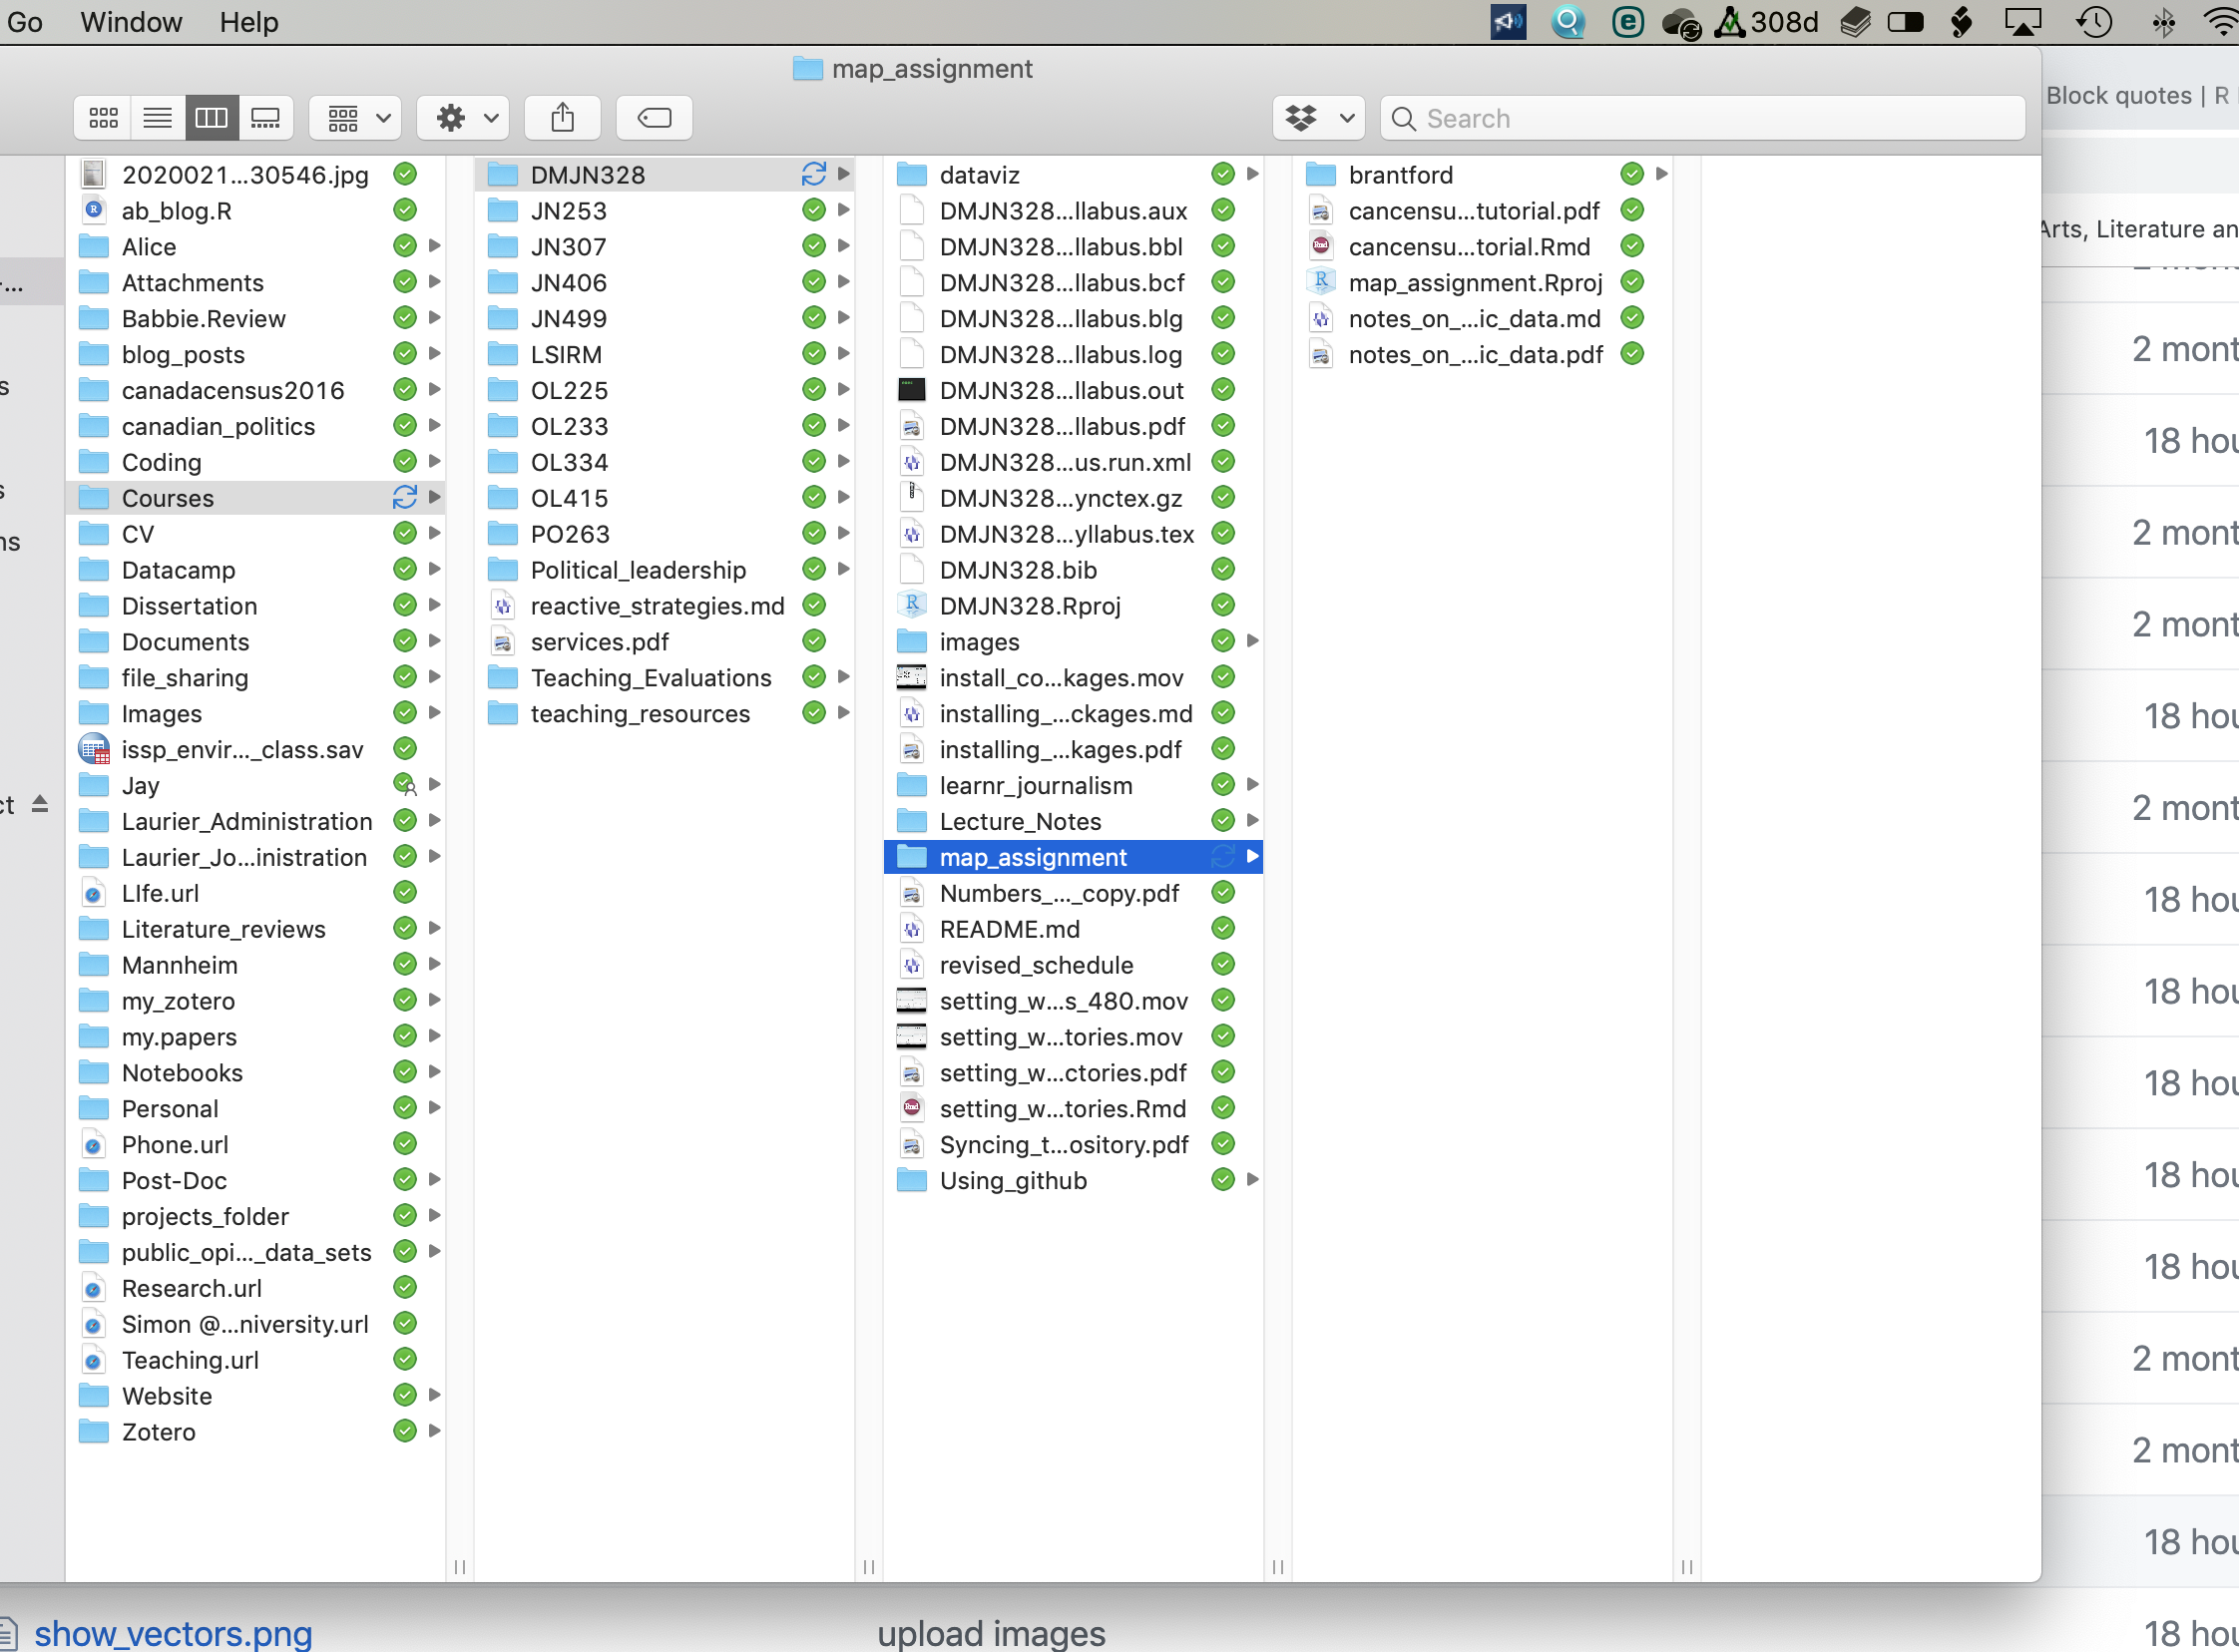 Go Window Help 308d
map_assignment
Search
Block quotes | R
Arts, Literature an
2020021...30546.jpg
ab_blog.R
Alice
Attachments
Babbie.Review
blog_posts
canadacensus2016
canadian_politics
Coding
Courses
CV
Datacamp
Dissertation
Documents
file_sharing
Images
issp_envir..._class.sav
Jay
Laurier_Administration
Laurier_Jo...inistration
LIfe.url
Literature_reviews
Mannheim
my_zotero
my.papers
Notebooks
Personal
Phone.url
Post-Doc
projects_folder
public_opi..._data_sets
Research.url
Simon @...niversity.url
Teaching.url
Website
Zotero
DMJN328
JN253
JN307
JN406
JN499
LSIRM
OL225
OL233
OL334
OL415
PO263
Political_leadership
reactive_strategies.md
services.pdf
Teaching_Evaluations
teaching_resources
dataviz
DMJN328...llabus.aux
DMJN328...llabus.bbl
DMJN328...llabus.bcf
DMJN328...llabus.blg
DMJN328...llabus.log
DMJN328...llabus.out
DMJN328...llabus.pdf
DMJN328...us.run.xml
DMJN328...ynctex.gz
DMJN328...yllabus.tex
DMJN328.bib
DMJN328.Rproj
images
install_co...kages.mov
installing_...ckages.md
installing_...kages.pdf
learnr_journalism
Lecture_Notes
map_assignment
Numbers_..._copy.pdf
README.md
revised_schedule
setting_w...s_480.mov
setting_w...tories.mov
setting_w...ctories.pdf
setting_w...tories.Rmd
Syncing_t...ository.pdf
Using_github
brantford
cancensu...tutorial.pdf
cancensu...torial.Rmd
map_assignment.Rproj
notes_on_...ic_data.md
notes_on_...ic_data.pdf
2 mont
18 hou
2 mont
2 mont
18 hou
2 mont
18 hou
18 hou
18 hou
18 hou
18 hou
2 mont
2 mont
18 hou
show_vectors.png upload images 18 hou